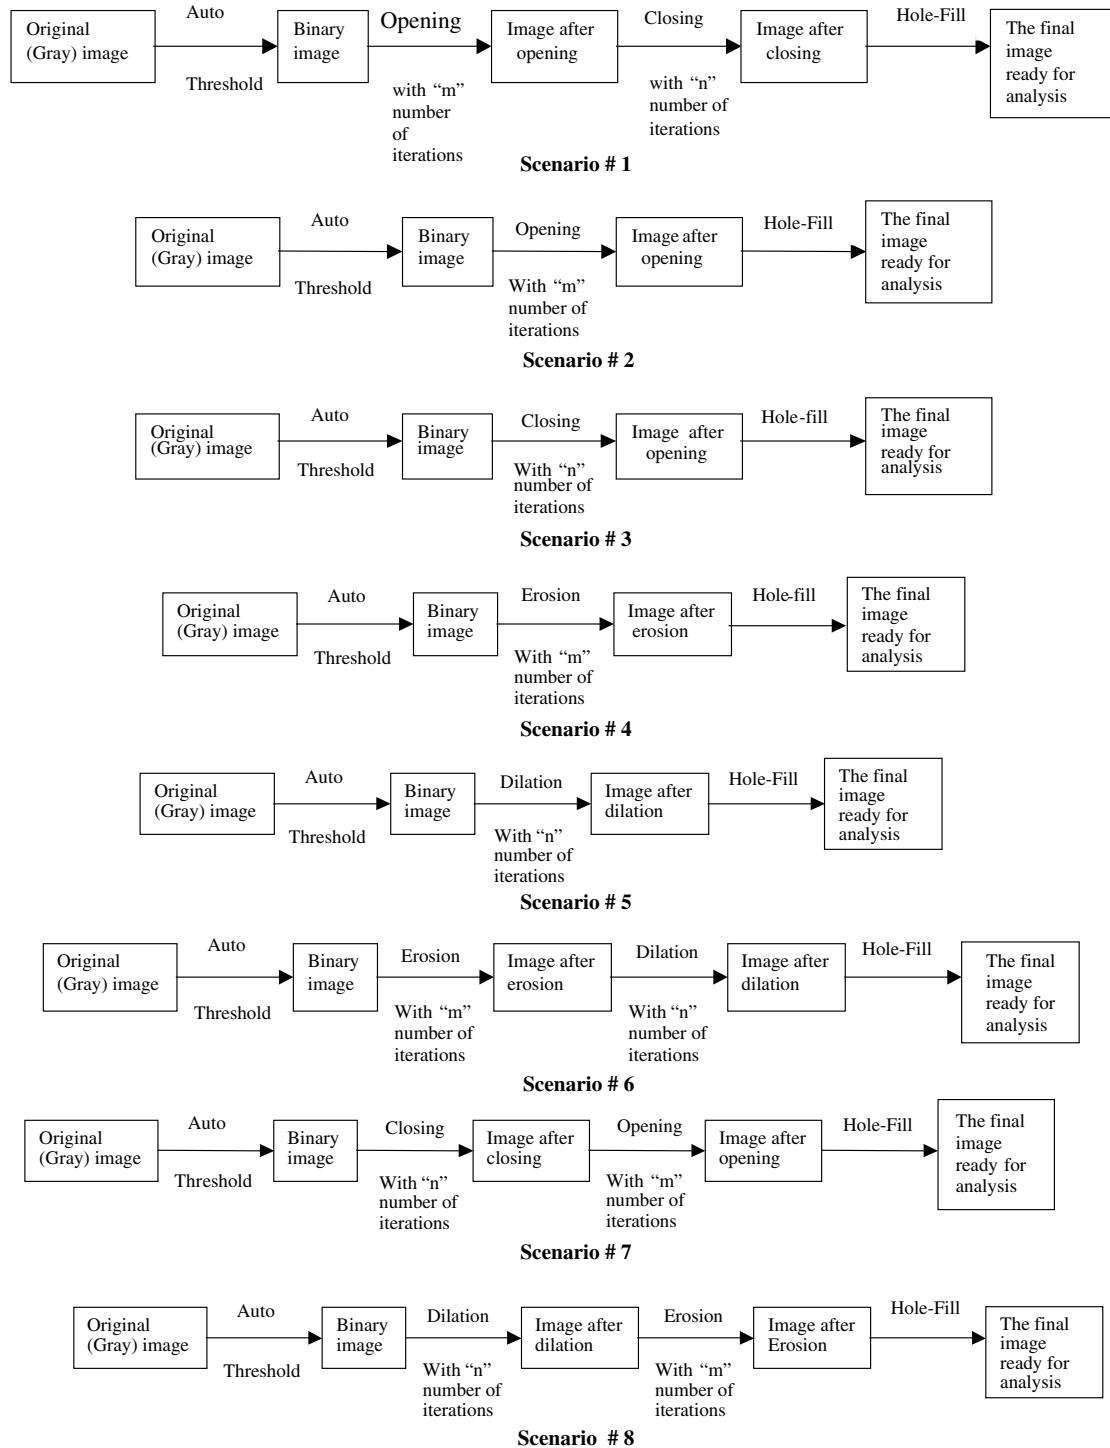 Original
(Gray) image
Auto
Threshold
Binary
image
Opening
with “m”
number
of
iterations
Image after
opening
Closing
with “n”
number of
iterations
Image after
closing
Hole-Fill
The final
image
ready for
analysis
Scenario # 1
Original
(Gray) image
Auto
Threshold
Binary
image
Opening
With “m”
number of
iterations
Image after
opening
Hole-Fill
The final
image
ready for
analysis
Scenario # 2
Original
(Gray) image
Auto
Threshold
Binary
image
Closing
With “n”
number of
iterations
Image after
opening
Hole-fill
The final
image
ready for
analysis
Scenario # 3
Original
(Gray) image
Auto
Threshold
Binary
image
Erosion
With “m”
number of
iterations
Image after
erosion
Hole-fill
The final
image
ready for
analysis
Scenario # 4
Original
(Gray) image
Auto
Threshold
Binary
image
Dilation
With “n”
number of
iterations
Image after
dilation
Hole-Fill
The final
image
ready for
analysis
Scenario # 5
Original
(Gray) image
Auto
Threshold
Binary
image
Erosion
With “m”
number of
iterations
Image after
erosion
Dilation
With “n”
number of
iterations
Image after
dilation
Hole-Fill
The final
image
ready for
analysis
Scenario # 6
Original
(Gray) image
Auto
Threshold
Binary
image
Closing
With “n”
number of
iterations
Image after
closing
Opening
With “m”
number of
iterations
Image after
opening
Hole-Fill
The final
image
ready for
analysis
Scenario # 7
Original
(Gray) image
Auto
Threshold
Binary
image
Dilation
With “n”
number of
iterations
Image after
dilation
Erosion
With “m”
number of
iterations
Image after
Erosion
Hole-Fill
The final
image
ready for
analysis
Scenario # 8